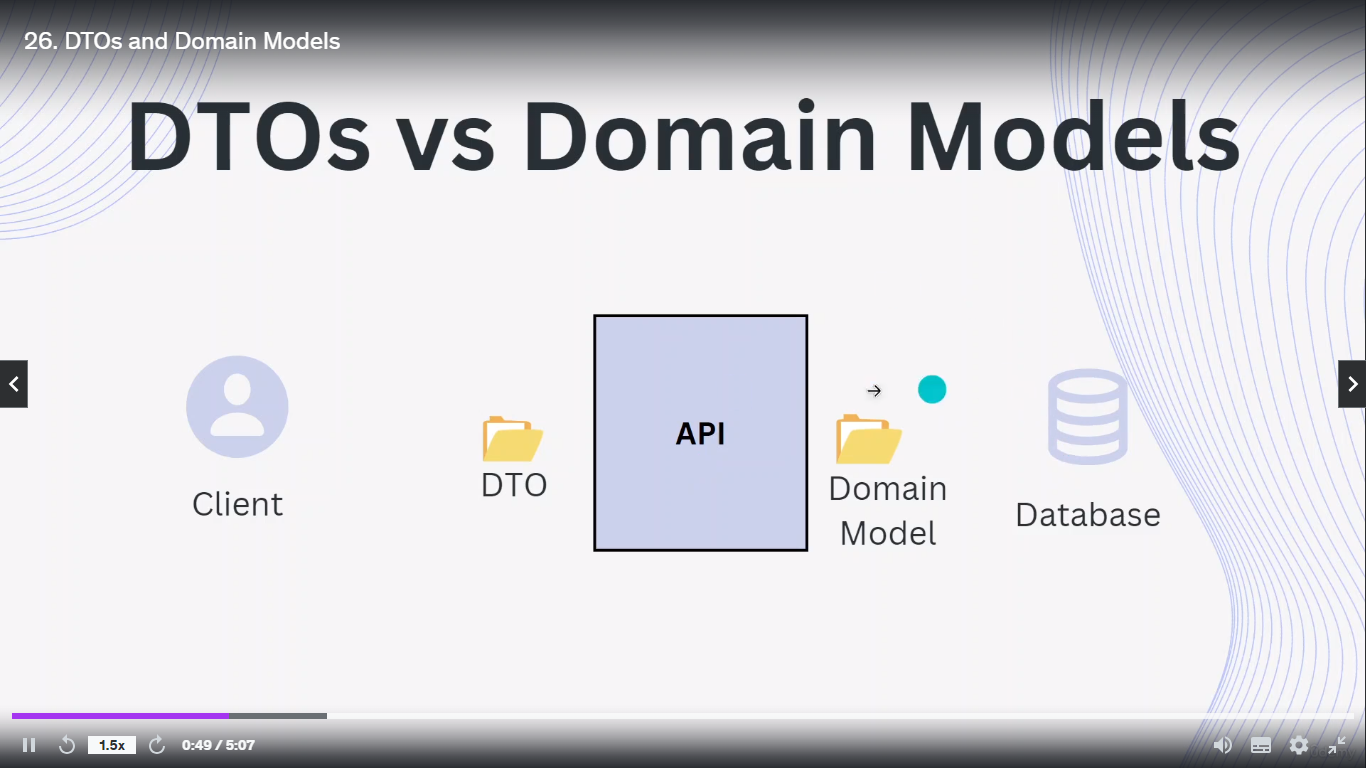 26. DTOs and Domain Models
DTOs vs Domain Models
API
DTO
Domain
Model
Client
Database
1.5x
0:49 / 5:07